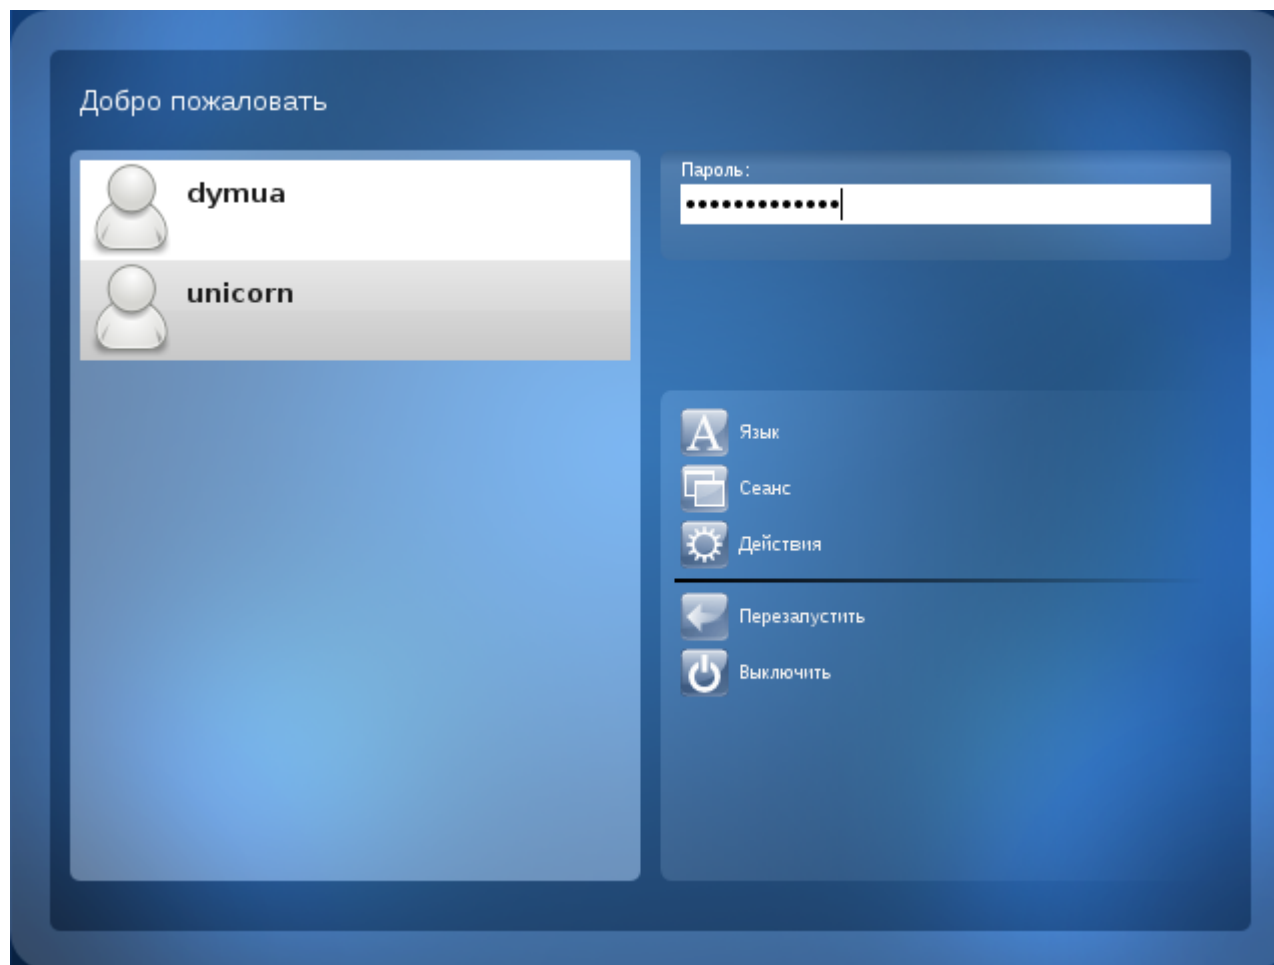 Добро пожаловать
dymua
unicorn
Пароль:
Язык
Сеанс
Действия
Перезапустить
Выключить